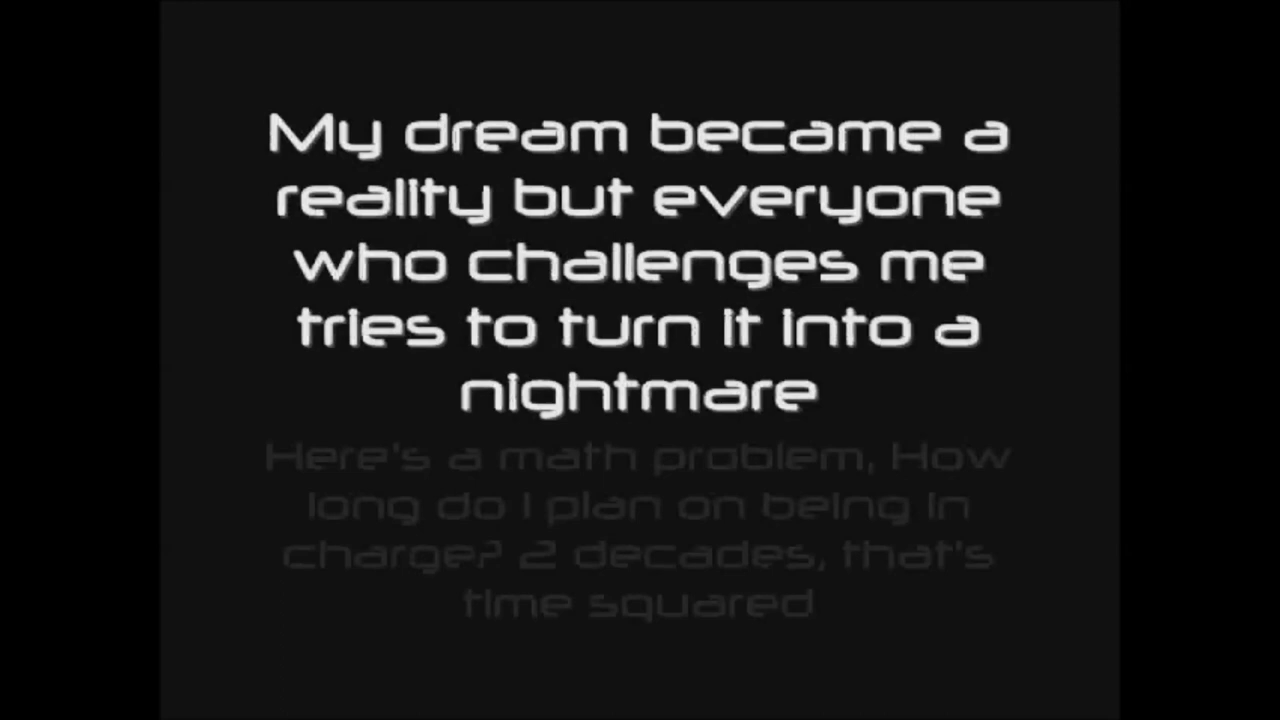 My dream became a
reality but everyone
who challenges me
tries to turn it into a
nightmare
Here's a math problem, How
long do I plan on being in
charge? 2 decades, that's
time squared